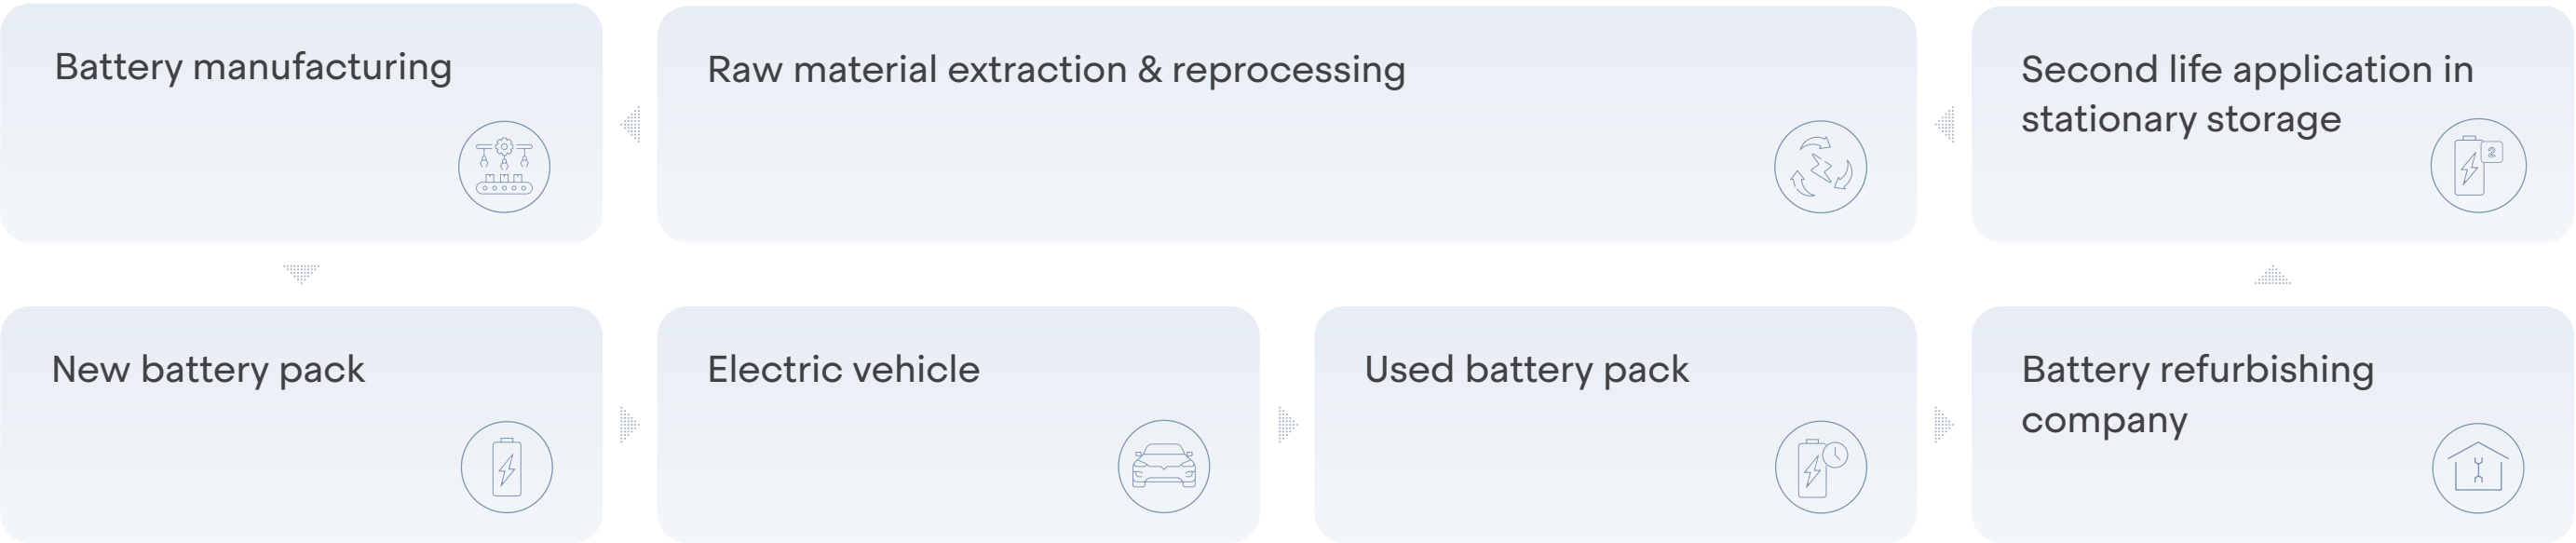 Battery manufacturing
Raw material extraction & reprocessing
Second life application in
stationary storage
2
New battery pack
Electric vehicle
Used battery pack
Battery refurbishing
company